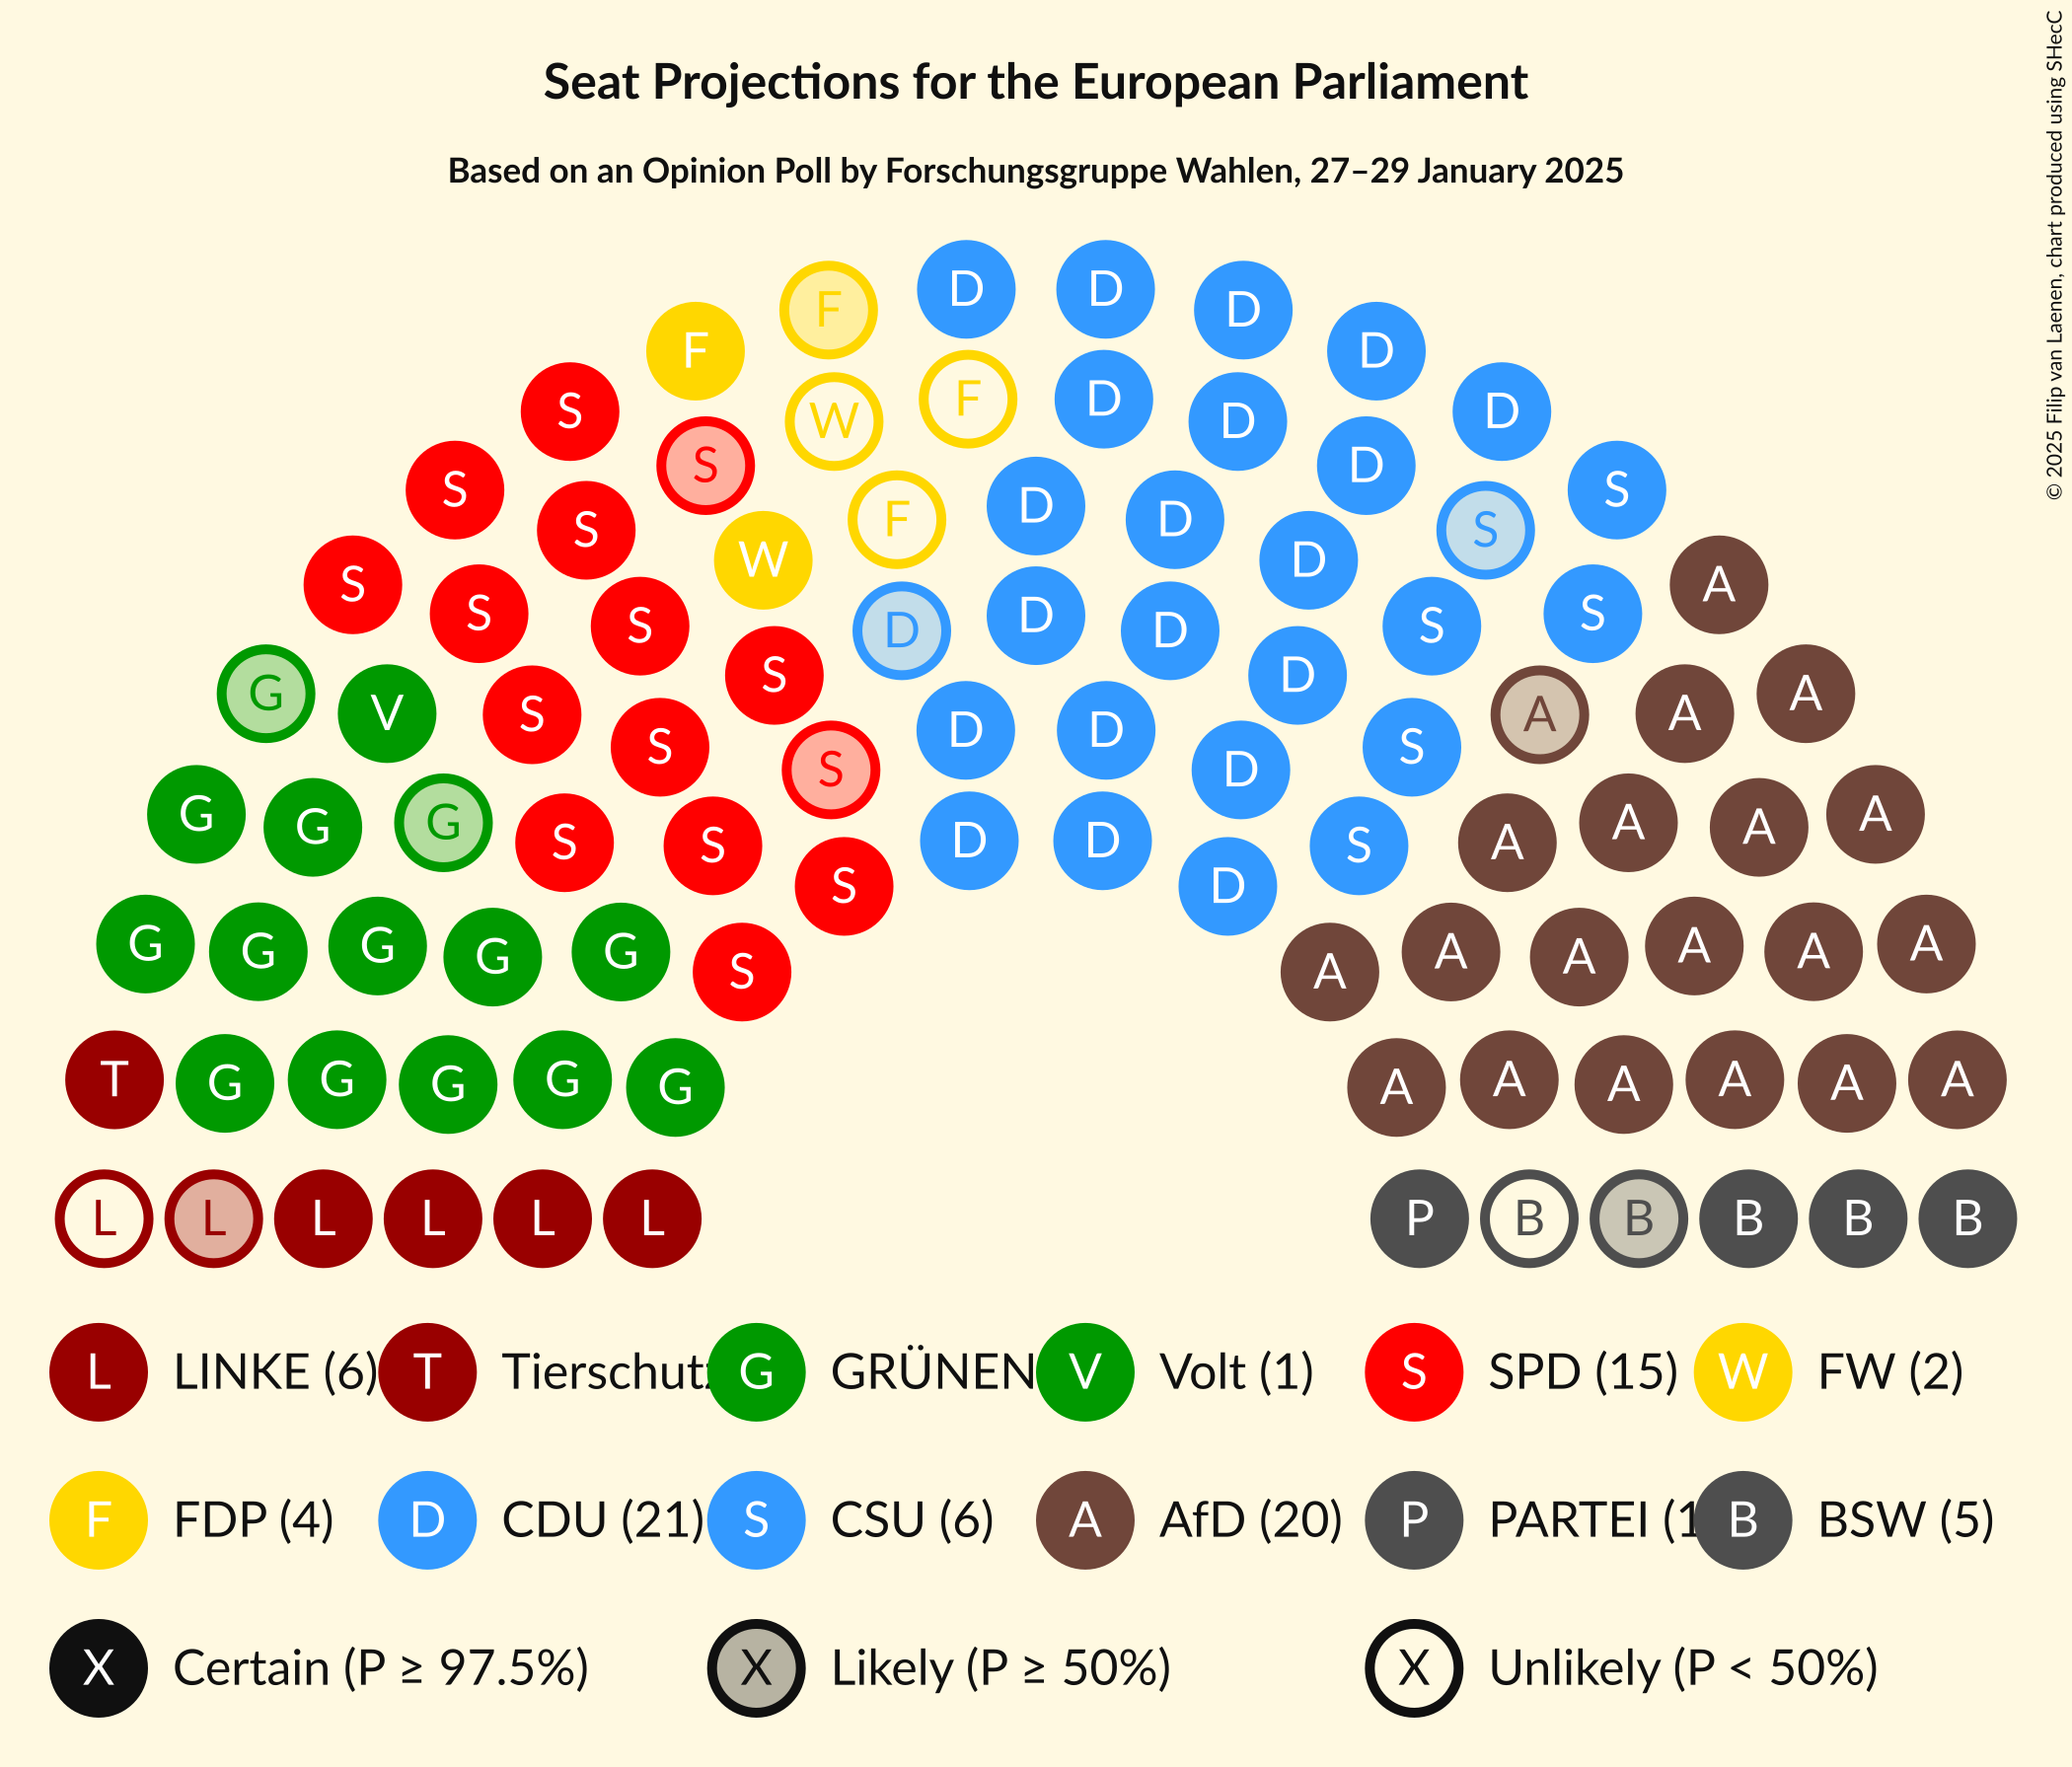 Seat Projections for the European Parliament
Based on an Opinion Poll by Forschungsgruppe Wahlen, 27–29 January 2025
© 2025 Filip van Laenen, chart produced using SHecC
D D
F D
F D
S W F D D D
S S S
S F D D S
S W D D
S S S D S A
D D D
G V S S D S A A A
S D D
G G G S S S D S A A A A
S D D D
G G G G G S A A A A A A
T G G G G G A A A A A A
L L L L L L P B B B B B
L LINKE (6) T Tierschutz G GRÜNEN V Volt (1) S SPD (15) W FW (2)
F FDP (4) D CDU (21) S CSU (6) A AfD (20) P PARTEI (1 B BSW (5)
X Certain (P ≥ 97.5%) X Likely (P ≥ 50%) X Unlikely (P < 50%)